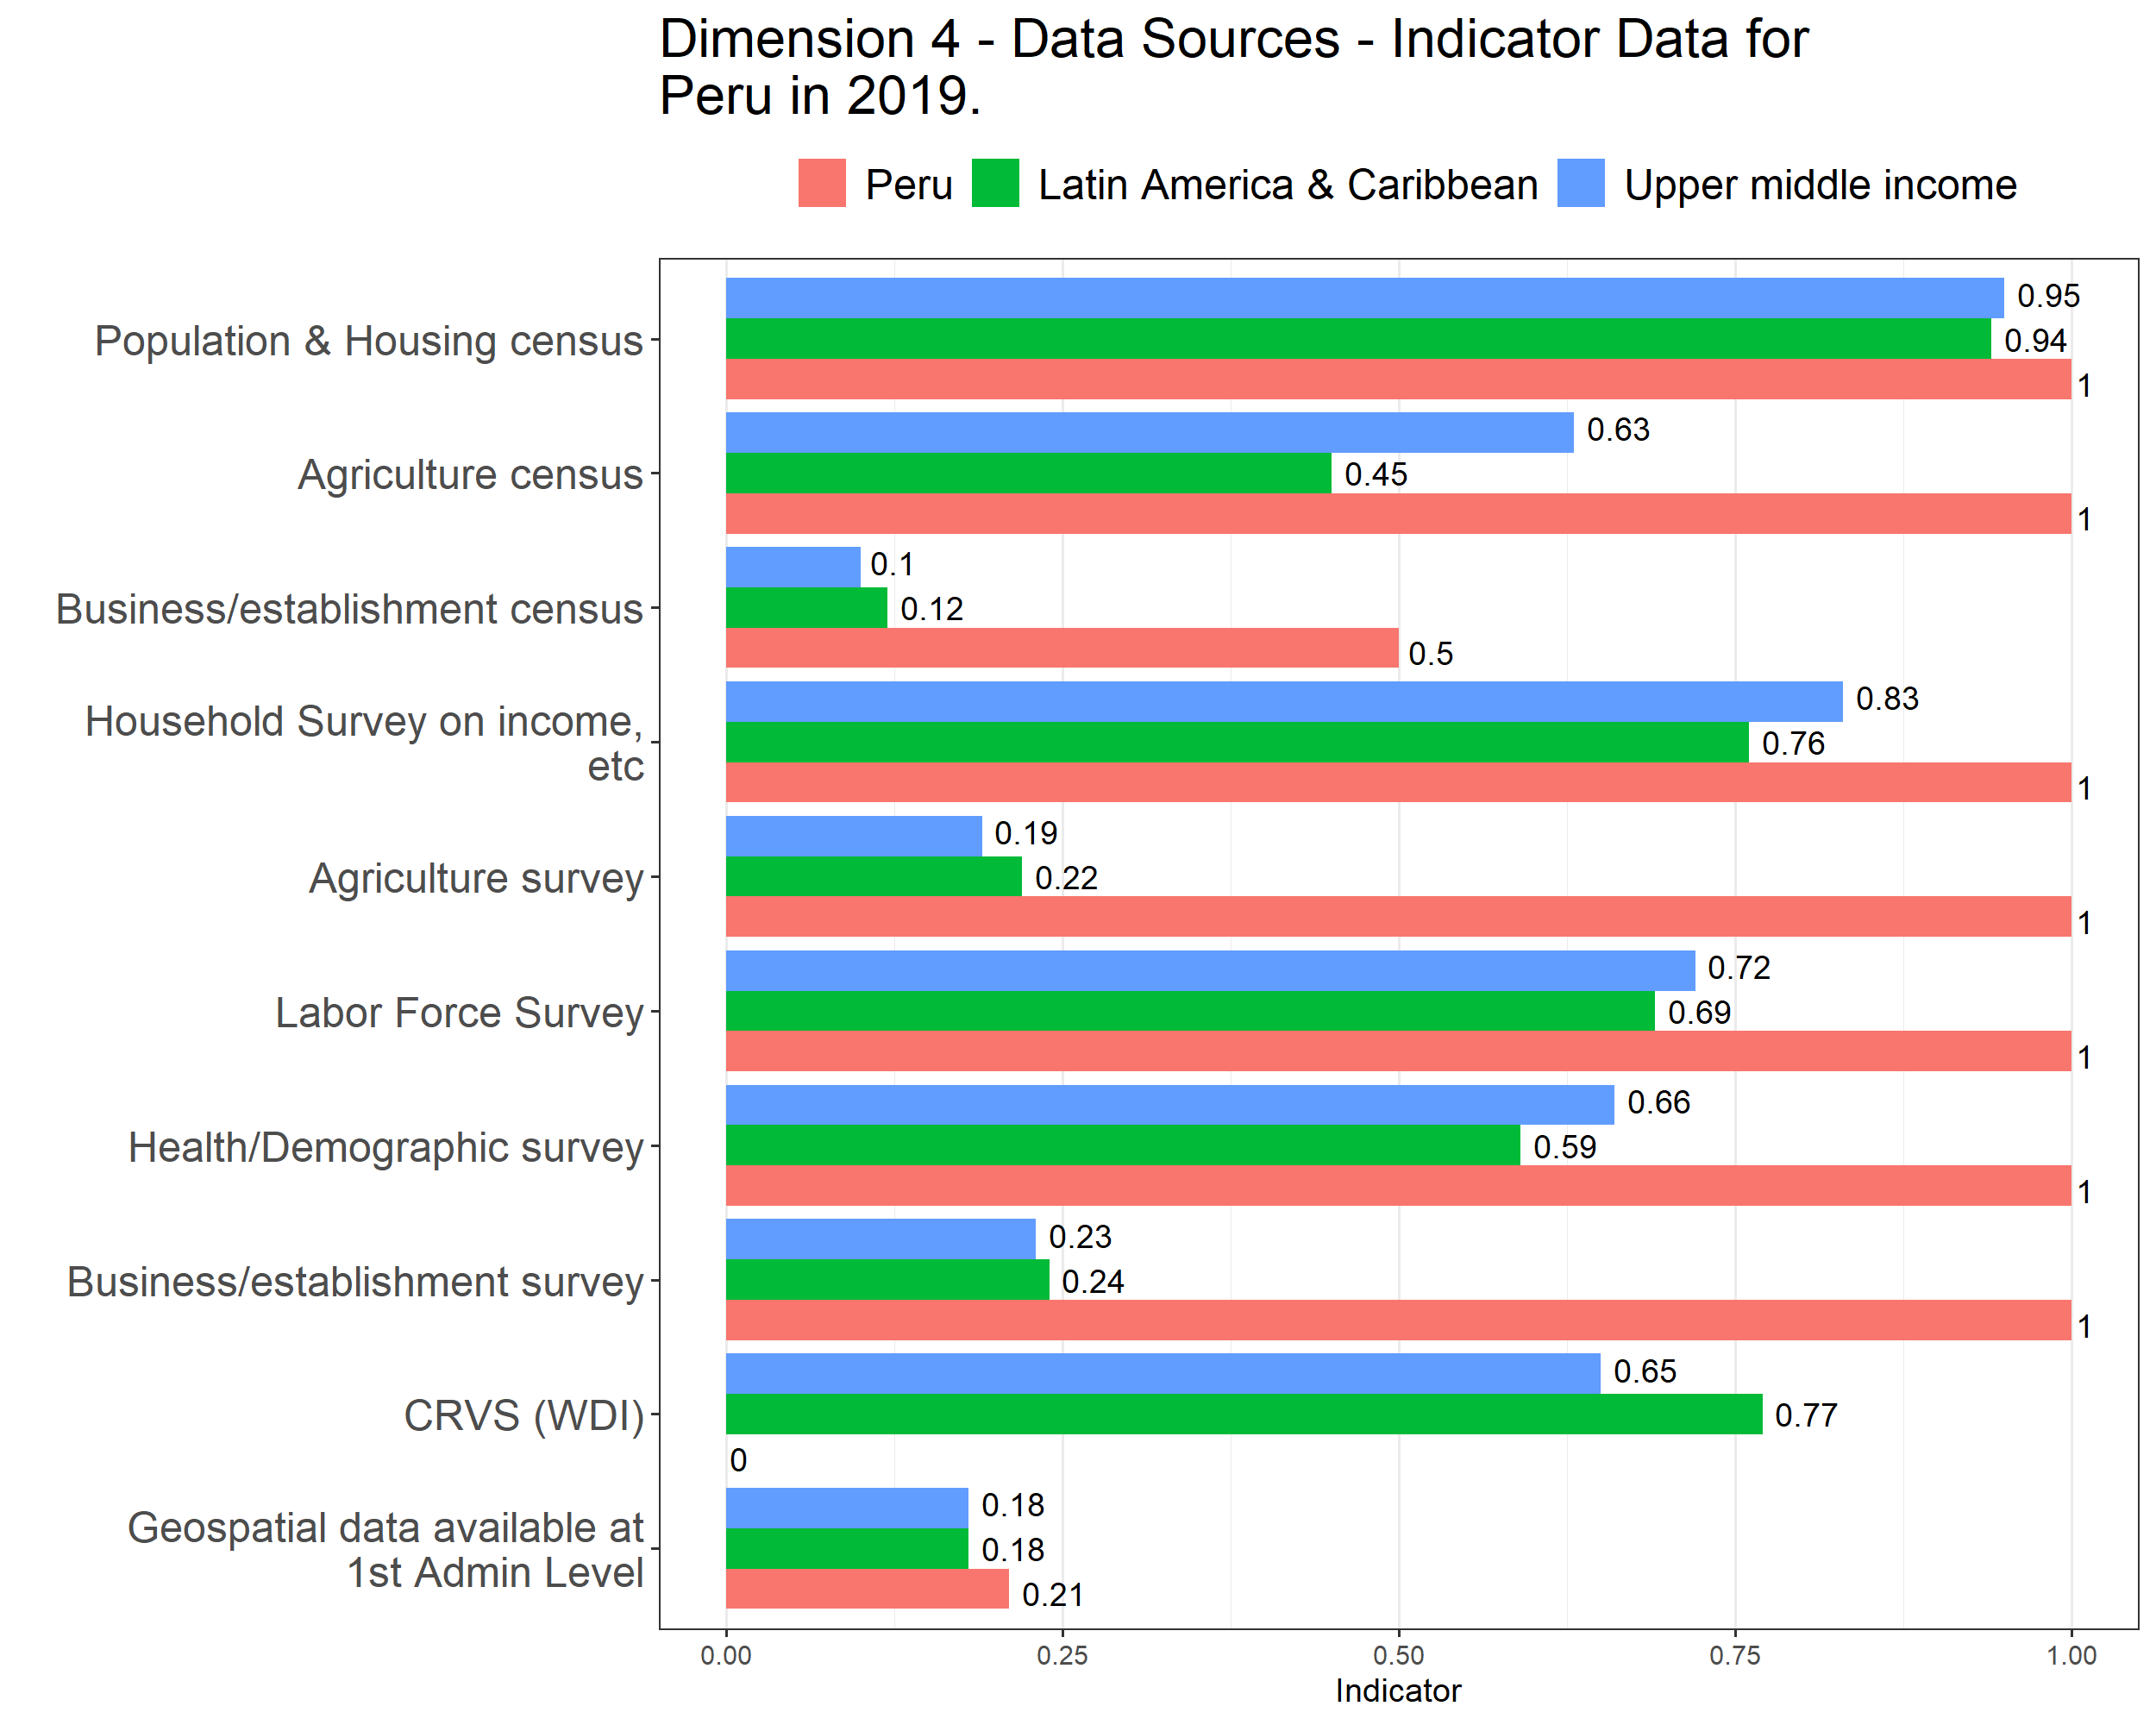 Dimension 4 - Data Sources - Indicator Data for
Peru in 2019.
Peru
Latin America & Caribbean
Upper middle income
Population & Housing census
0.95
0.94
1
Agriculture census
0.63
0.45
1
Business/establishment census
0.1
0.12
0.5
Household Survey on income,
etc
0.83
0.76
1
Agriculture survey
0.19
0.22
1
Labor Force Survey
0.72
0.69
1
Health/Demographic survey
0.66
0.59
1
Business/establishment survey
0.23
0.24
1
CRVS (WDI)
0.65
0.77
0
Geospatial data available at
1st Admin Level
0.18
0.18
0.21
0.00
0.25
0.50
0.75
1.00
Indicator